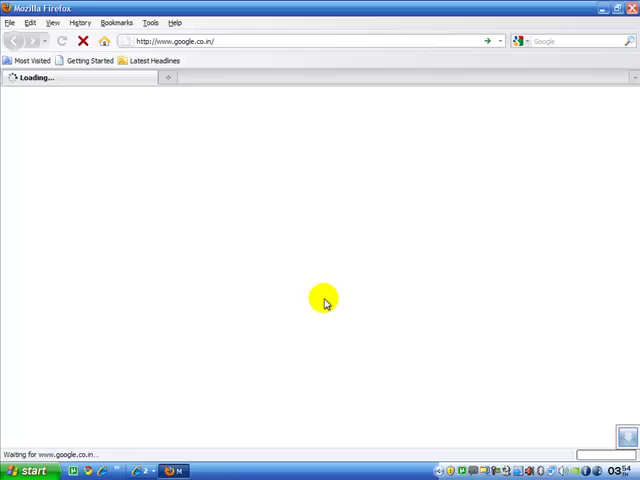 Mozilla Firefox
File Edit View History Bookmarks Tools Help
http://www.google.co.in/ Google
Most Visited Getting Started Latest Headlines
Loading...
Waiting for www.google.co.in...
start 2 M 03:54